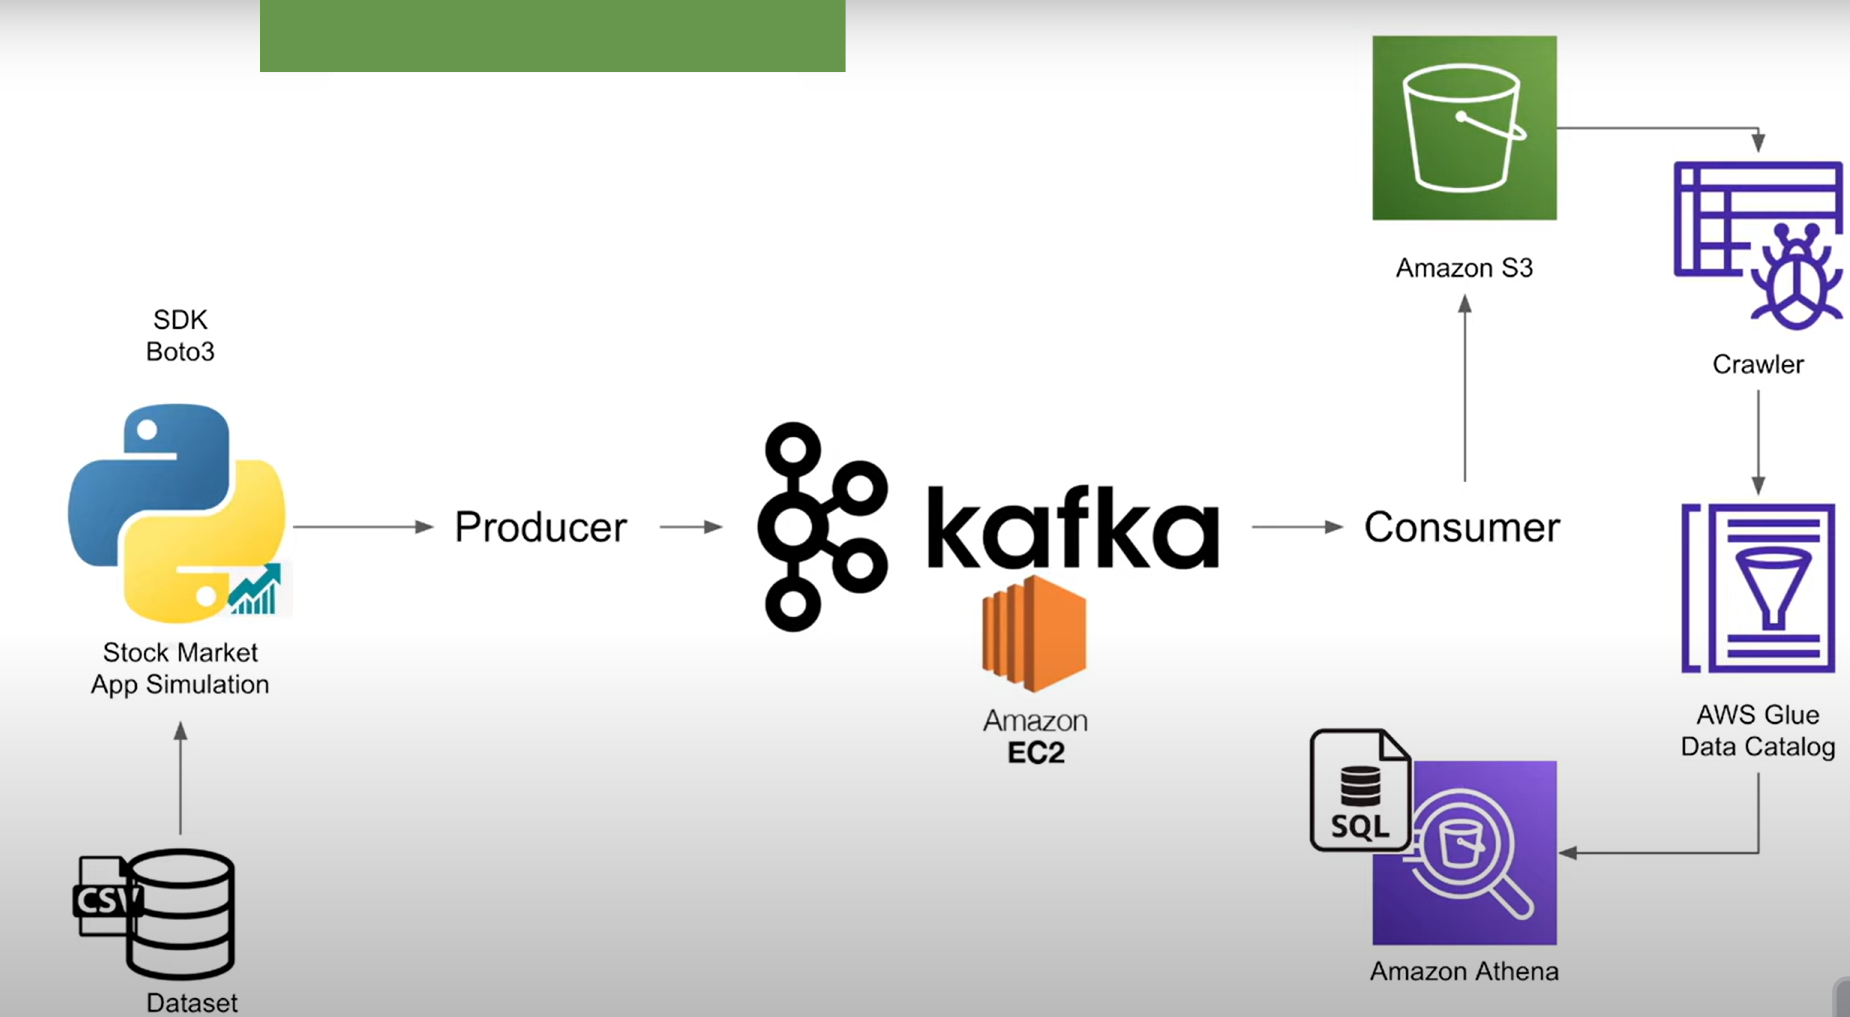 SDK
Boto3
Stock Market
App Simulation
CSV
Dataset
Producer
kafka
Amazon
EC2
Consumer
Amazon S3
Crawler
AWS Glue
Data Catalog
SQL
Amazon Athena